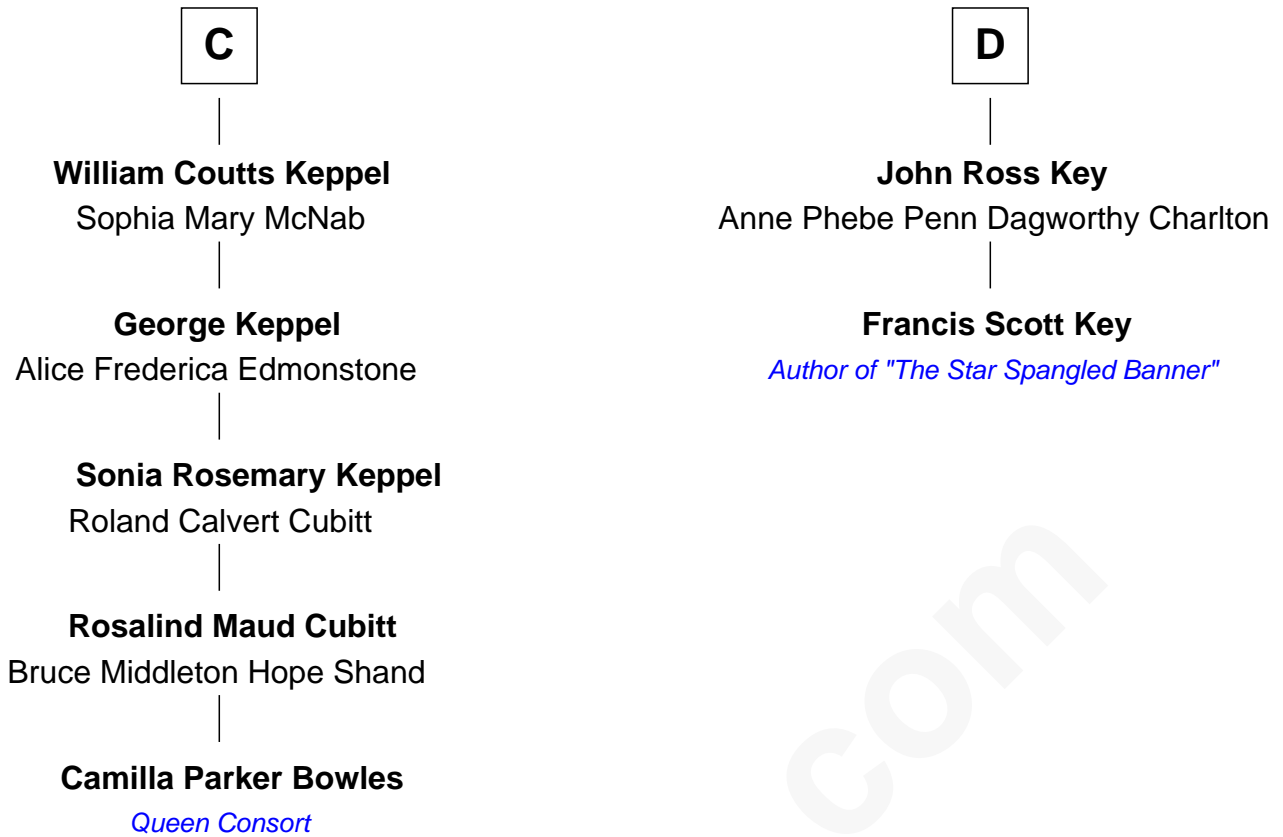 C
William Coutts Keppel
Sophia Mary McNab
George Keppel
Alice Frederica Edmonstone
Sonia Rosemary Keppel
Roland Calvert Cubitt
Rosalind Maud Cubitt
Bruce Middleton Hope Shand
Camilla Parker Bowles
Queen Consort
D
John Ross Key
Anne Phebe Penn Dagworthy Charlton
Francis Scott Key
Author of "The Star Spangled Banner"
com